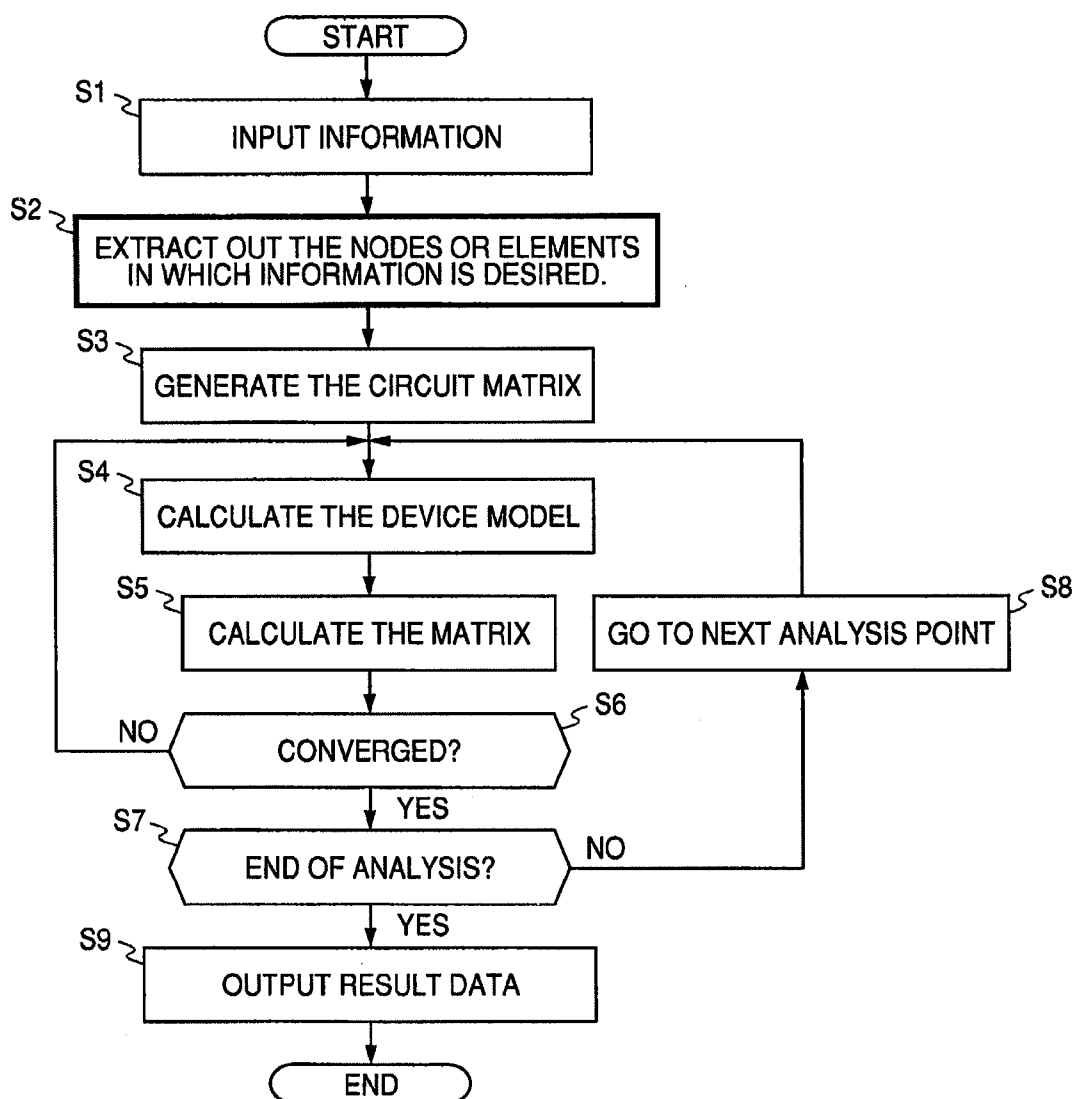 START
S1
INPUT INFORMATION
S2
EXTRACT OUT THE NODES OR ELEMENTS
IN WHICH INFORMATION IS DESIRED.
S3
GENERATE THE CIRCUIT MATRIX
S4
CALCULATE THE DEVICE MODEL
S5
CALCULATE THE MATRIX
S8
GO TO NEXT ANALYSIS POINT
S6
NO
CONVERGED?
YES
S7
END OF ANALYSIS?
NO
YES
S9
OUTPUT RESULT DATA
END